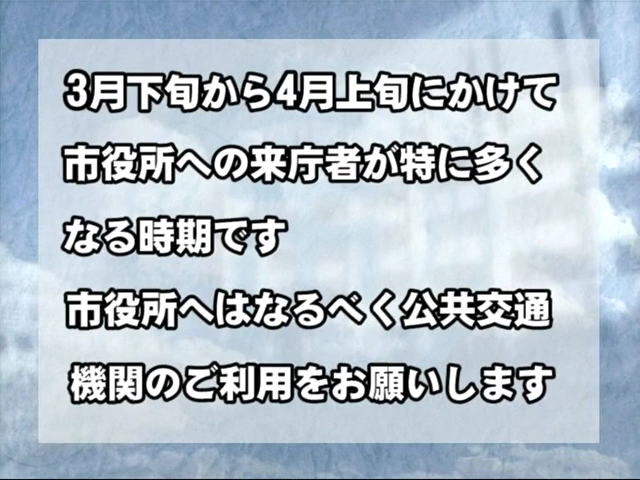 3月下旬から4月上旬にかけて
市役所への来庁者が特に多く
なる時期です
市役所へはなるべく公共交通
機関のご利用をお願いします